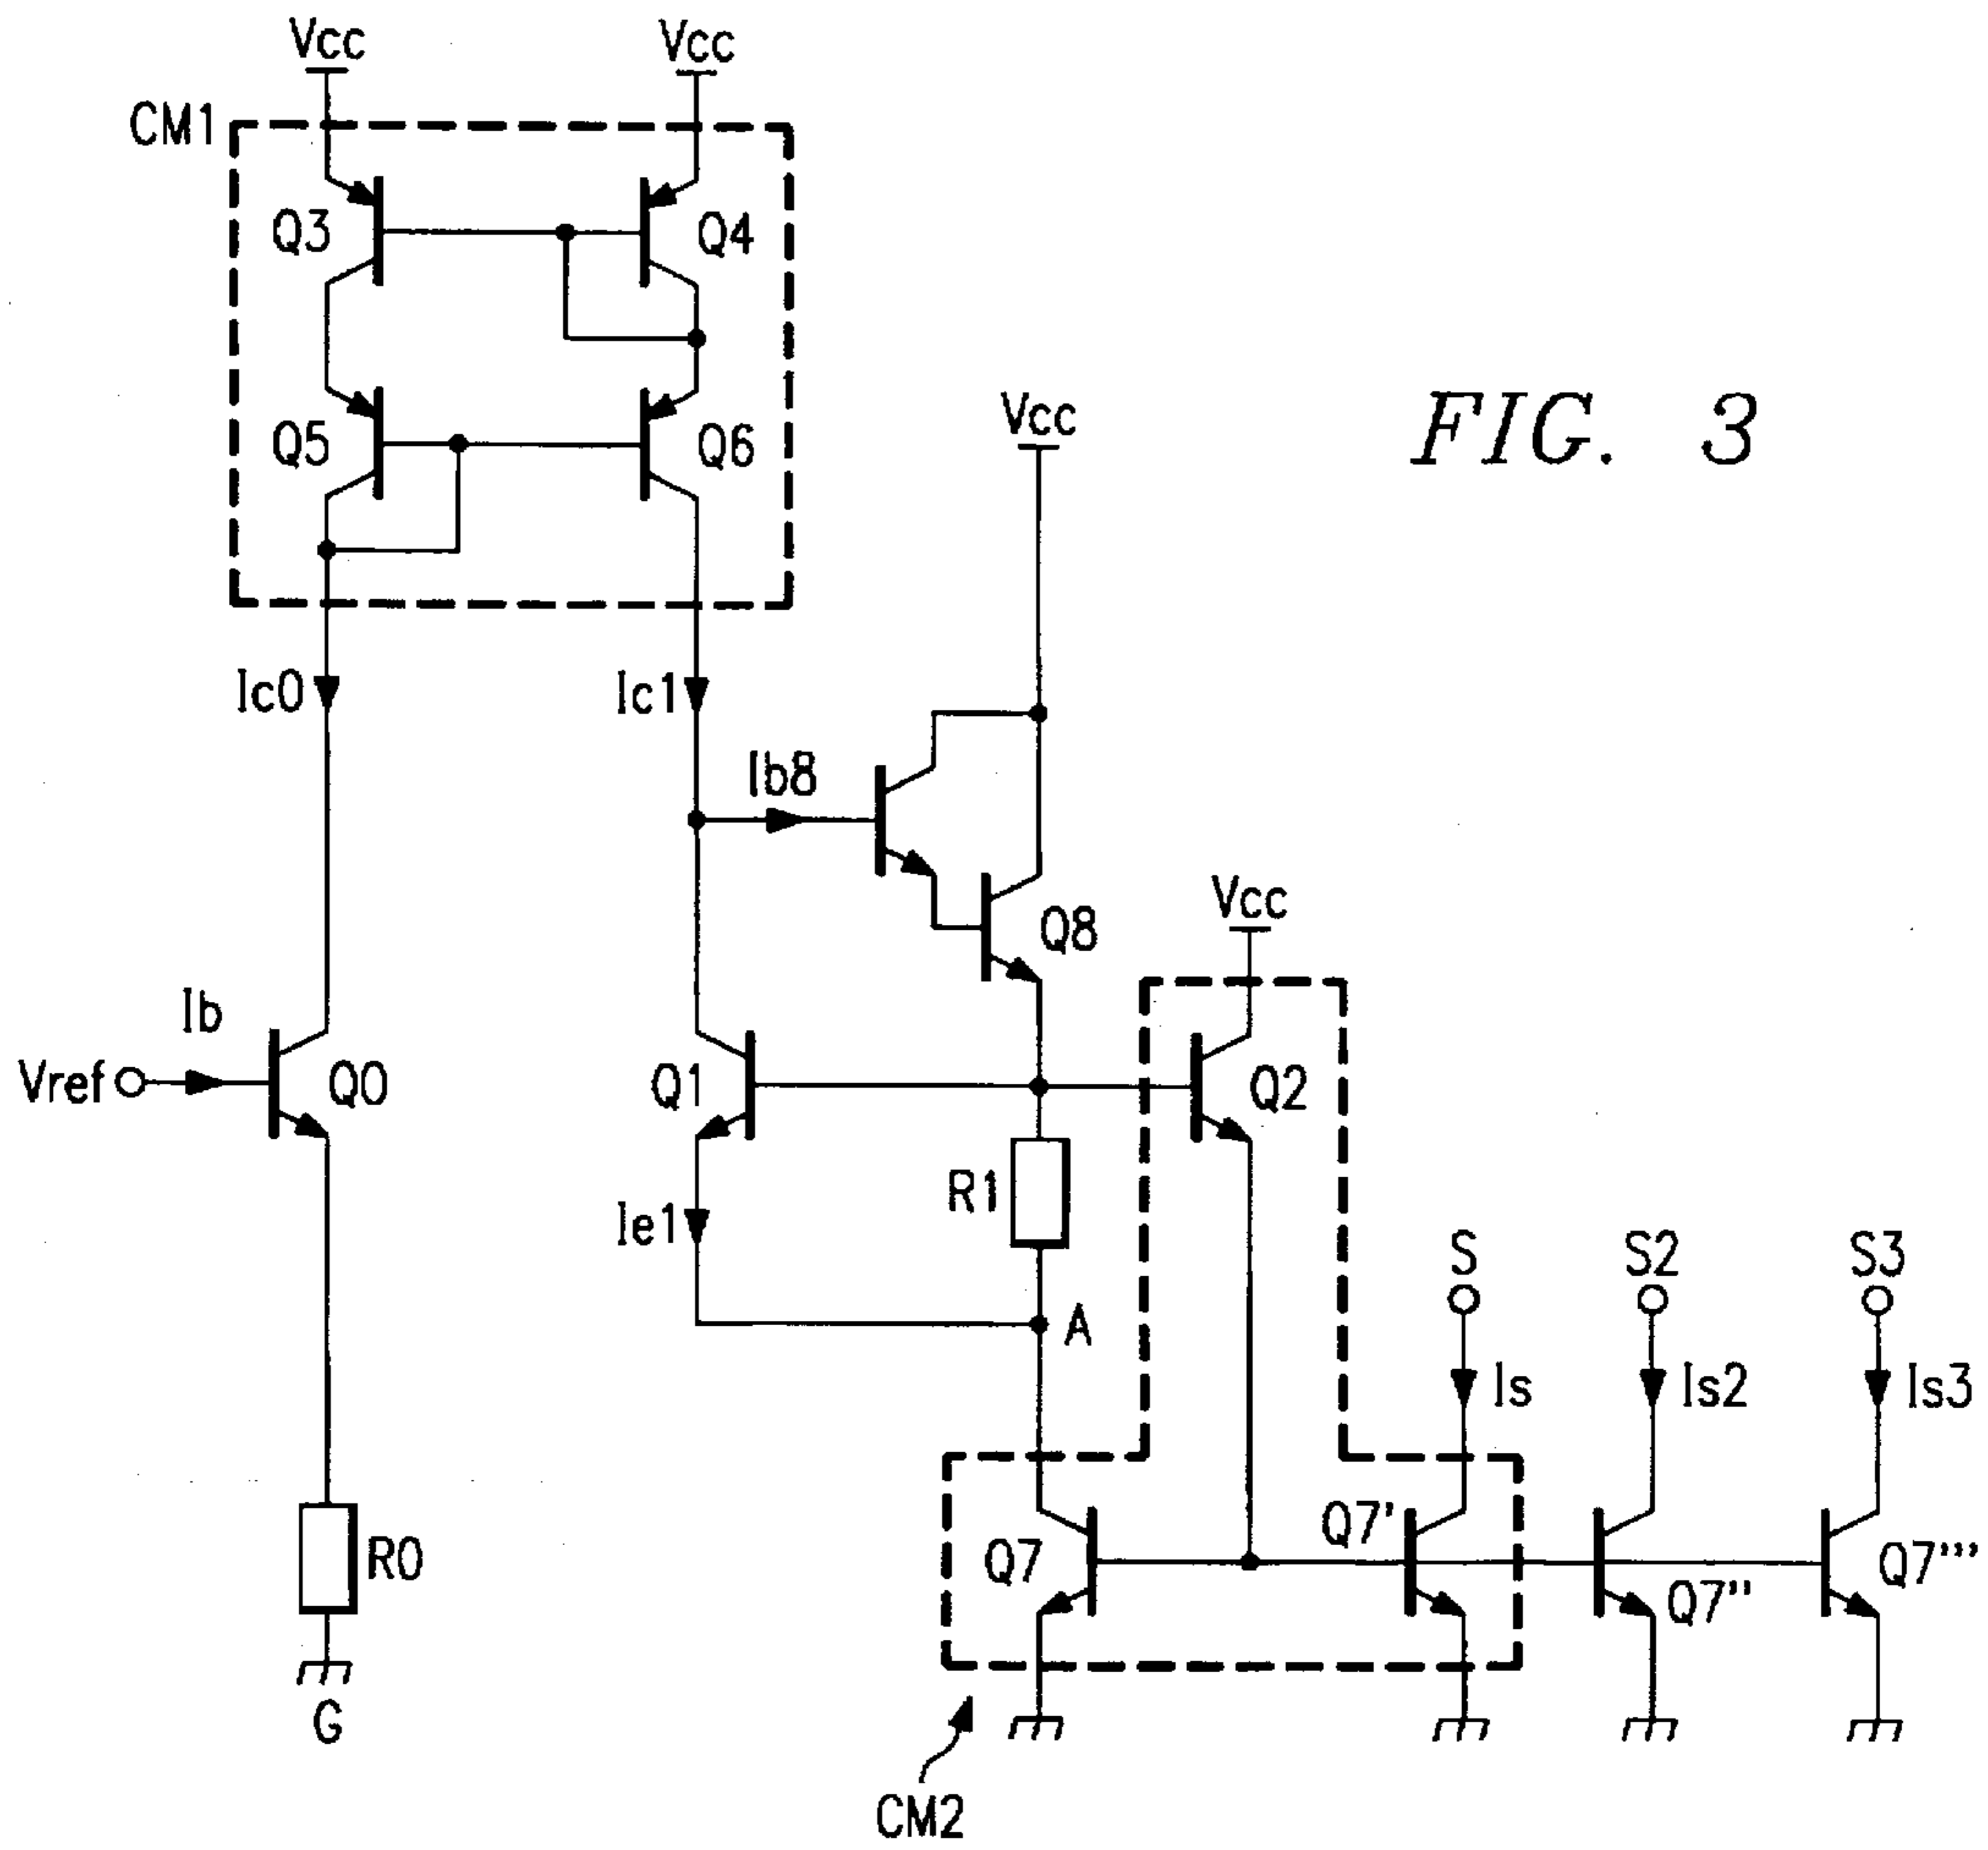 Vcc
Vcc
CM1
Q3
Q4
Q5
Q6
Vcc
FIG. 3
Ic0
Ic1
Ib8
Q8
Vcc
Ib
Vref
Q0
Q1
Q2
R1
Ie1
S
S2
S3
A
Is
Is2
Is3
R0
Q7
Q7'
Q7''
Q7'''
G
CM2